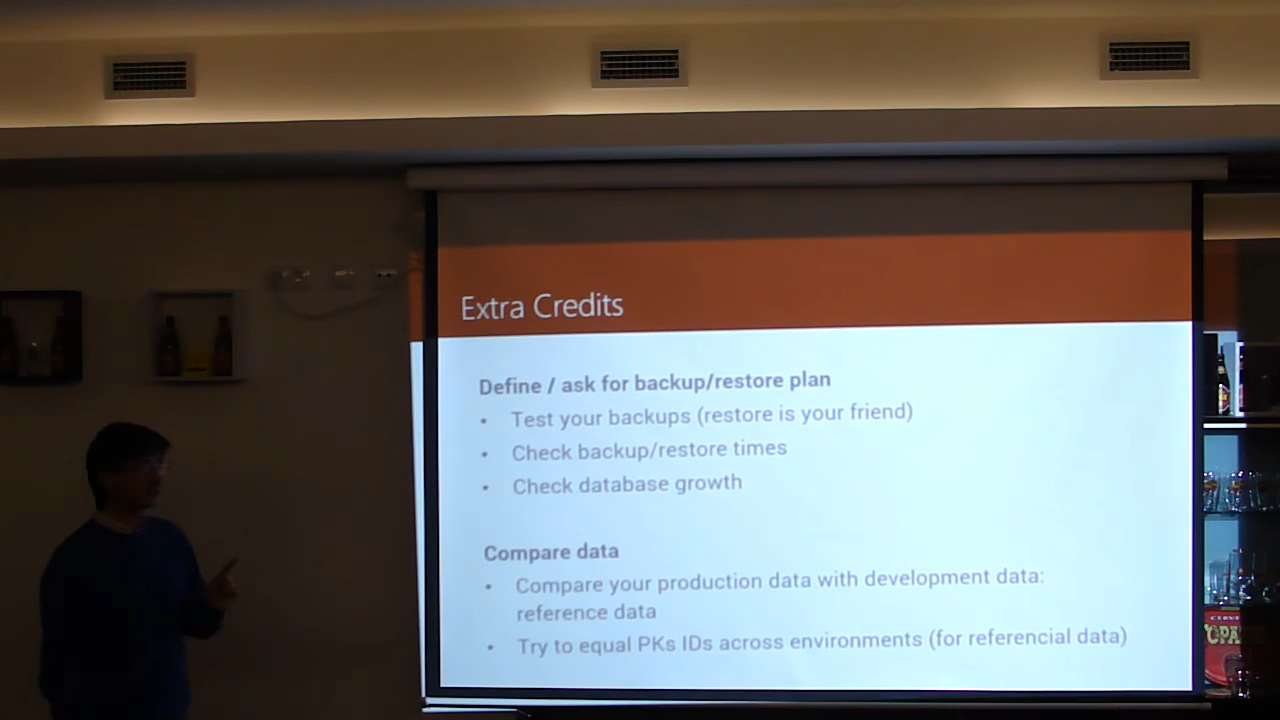 Extra Credits
Define / ask for backup/restore plan
• Test your backups (restore is your friend)
• Check backup/restore times
• Check database growth
Compare data
• Compare your production data with development data:
reference data
• Try to equal PKs IDs across environments (for referencial data)